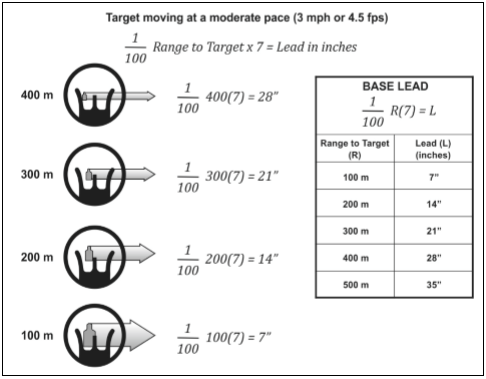 Target moving at a moderate pace (3 mph or 4.5 fps)
1/100 Range to Target x 7 = Lead in inches
400 m
1/100 400(7) = 28"
300 m
1/100 300(7) = 21"
200 m
1/100 200(7) = 14"
100 m
1/100 100(7) = 7"
BASE LEAD
1/100 R(7) = L
Range to Target (R) Lead (L) (inches)
100 m 7"
200 m 14"
300 m 21"
400 m 28"
500 m 35"